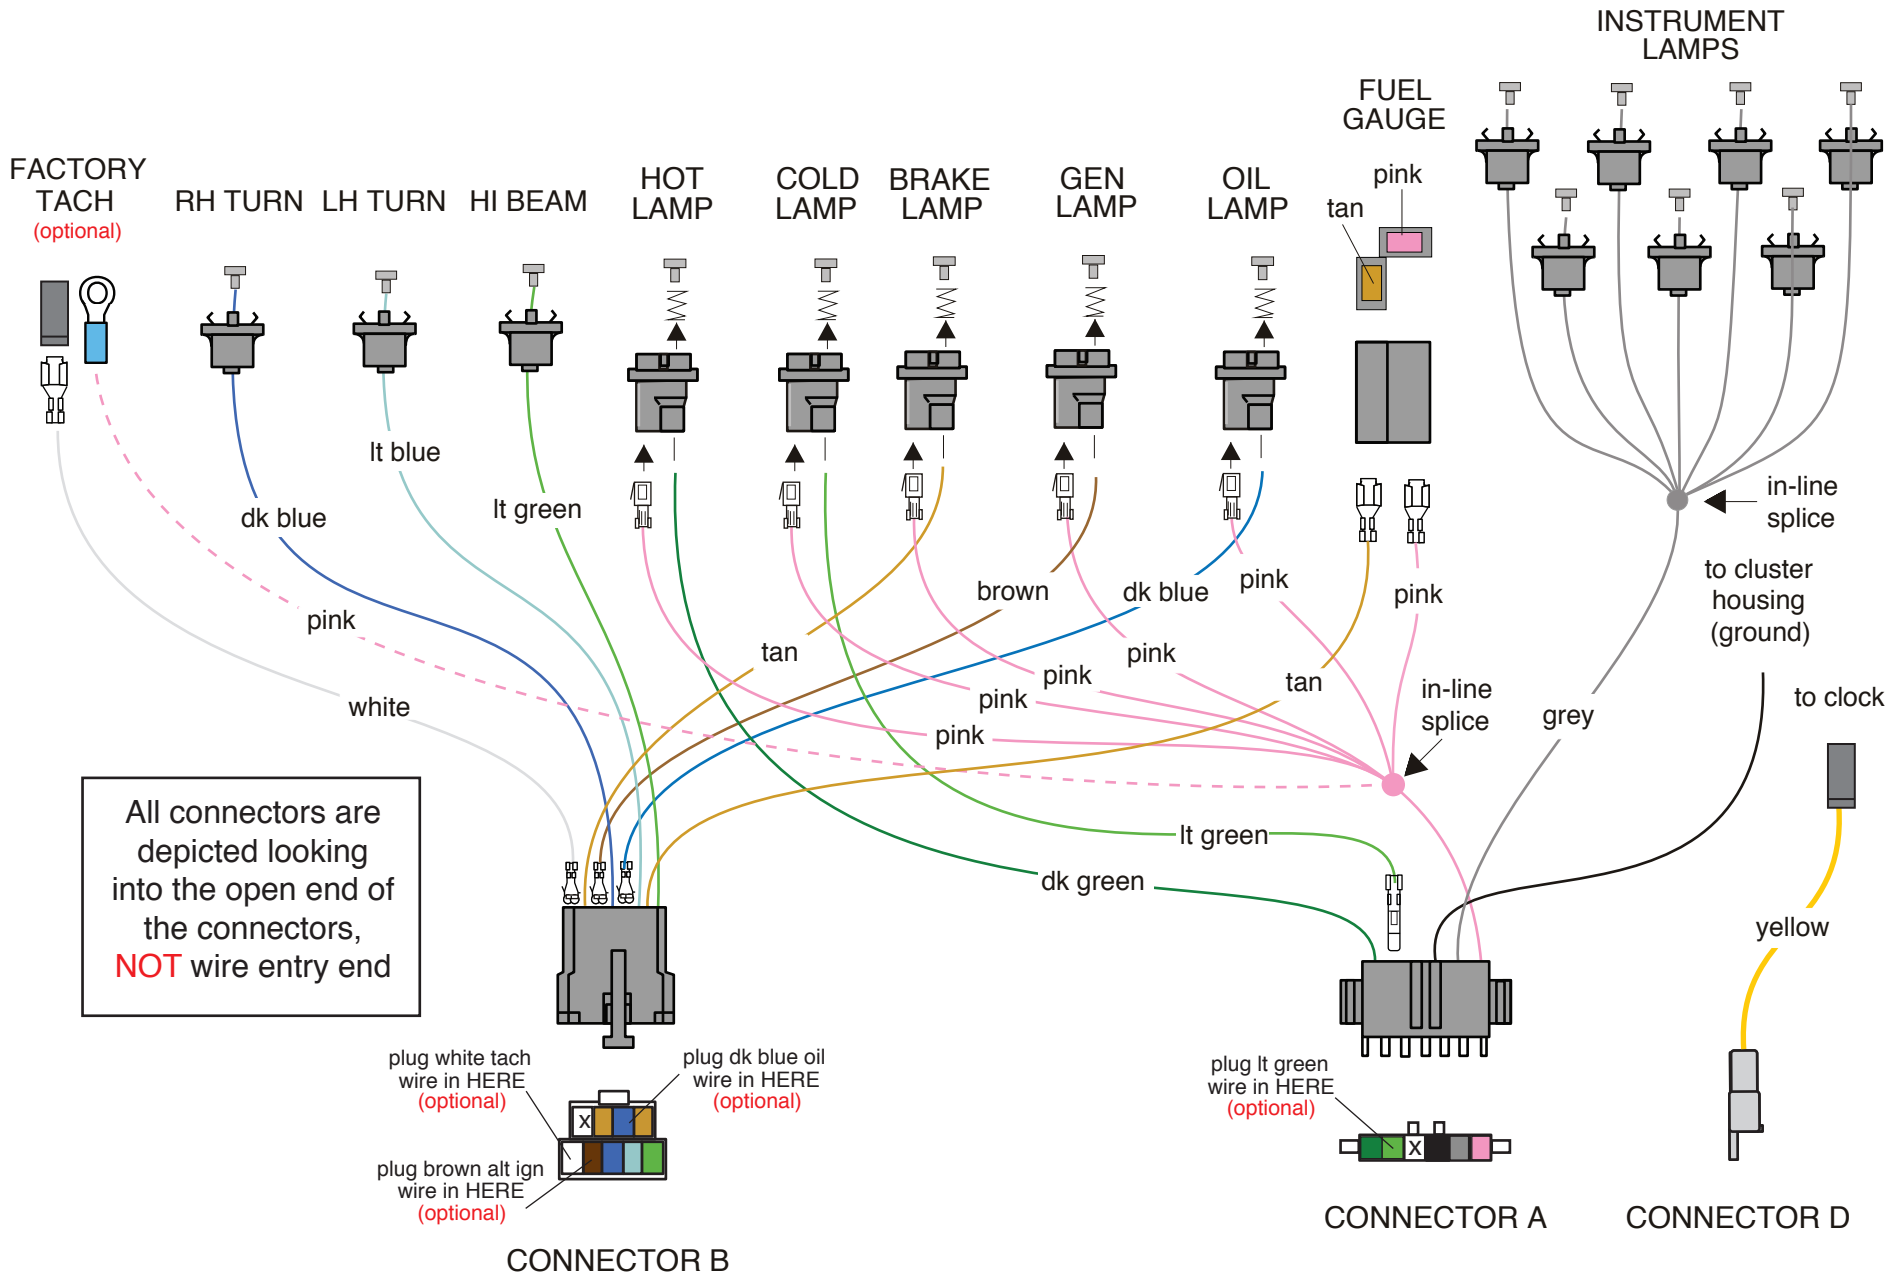 INSTRUMENT
LAMPS
FUEL
GAUGE
pink
tan
FACTORY
TACH
(optional)
RH TURN
LH TURN
HI BEAM
HOT
LAMP
COLD
LAMP
BRAKE
LAMP
GEN
LAMP
OIL
LAMP
lt blue
dk blue
lt green
in-line
splice
pink
brown
dk blue
pink
pink
to cluster
housing
(ground)
tan
pink
pink
pink
pink
tan
white
in-line
splice
grey
to clock
All connectors are
depicted looking
into the open end of
the connectors,
NOT wire entry end
lt green
dk green
yellow
plug white tach
wire in HERE
(optional)
plug dk blue oil
wire in HERE
(optional)
X
plug brown alt ign
wire in HERE
(optional)
CONNECTOR B
plug lt green
wire in HERE
(optional)
X
CONNECTOR A
CONNECTOR D